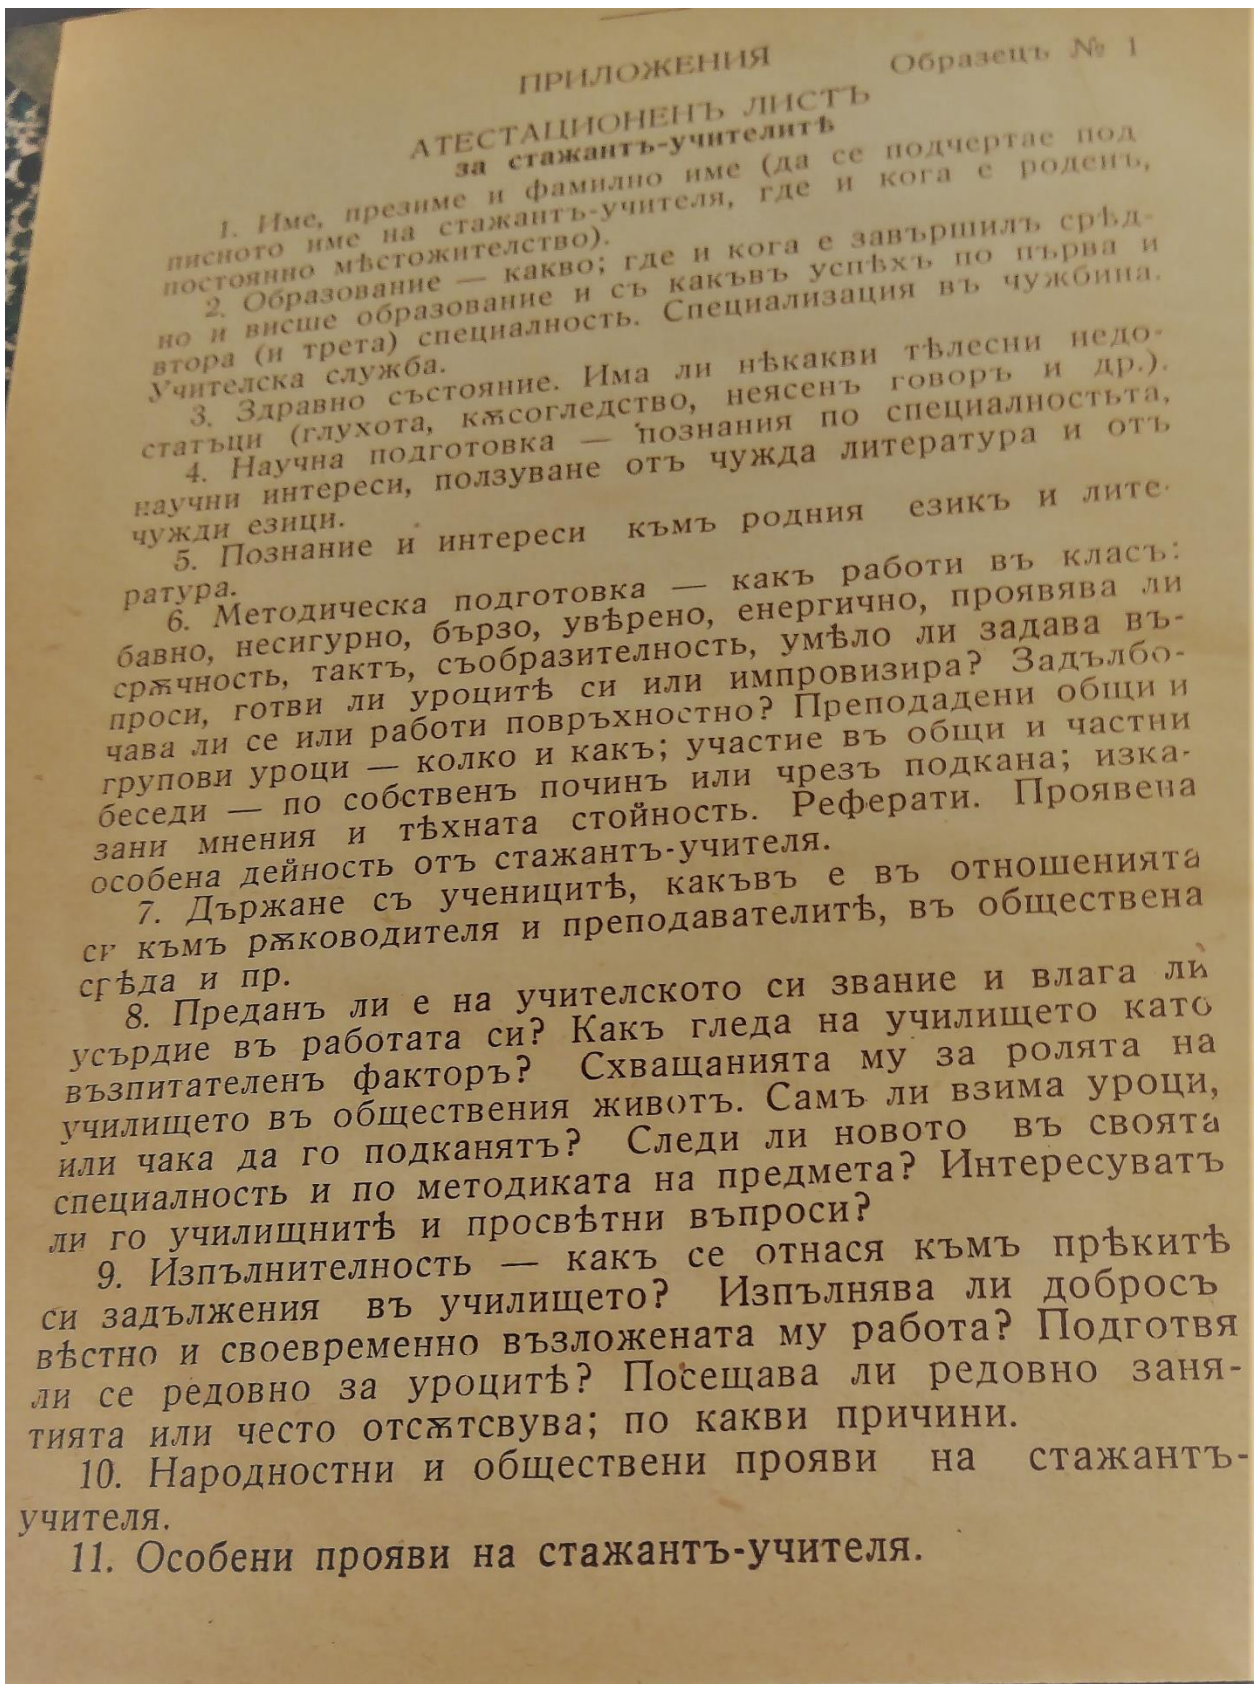 ПРИЛОЖЕНИЯ
Образецъ № 1
АТЕСТАЦИОНЕНЪ ЛИСТЪ
за стажантъ-учителитѣ
1. Име, презиме и фамилно име (да се подчертае под
писното име на стажантъ-учителя, где и кога е роденъ,
постоянно мѣстожителство).
2. Образование — какво; где и кога е завършилъ срѣд-
но и висше образование и съ какъвъ успѣхъ по първа и
втора (и трета) специалность. Специализация въ чужбина.
Учителска служба.
3. Здравно състояние. Има ли нѣкакви тѣлесни недо-
статъци (глухота, кѫсогледство, неясенъ говоръ и др.).
4. Научна подготовка — познания по специалностьта,
научни интереси, ползуване отъ чужда литература и отъ
чужди езици.
5. Познание и интереси къмъ родния езикъ и лите-
ратура.
6. Методическа подготовка — какъ работи въ класъ:
бавно, несигурно, бързо, увѣрено, енергично, проявява ли
срѫчность, тактъ, съобразителность, умѣло ли задава въ-
проси, готви ли уроцитѣ си или импровизира? Задълбо-
чава ли се или работи повръхностно? Преподадени общи и
групови уроци — колко и какъ; участие въ общи и частни
беседи — по собственъ починъ или чрезъ подкана; изка-
зани мнения и тѣхната стойность. Реферати. Проявена
особена дейность отъ стажантъ-учителя.
7. Държане съ ученицитѣ, какъвъ е въ отношенията
си къмъ рѫководителя и преподавателитѣ, въ обществена
срѣда и пр.
8. Преданъ ли е на учителското си звание и влага ли
усърдие въ работата си? Какъ гледа на училището като
възпитателенъ факторъ? Схващанията му за ролята на
училището въ обществения животъ. Самъ ли взима уроци,
или чака да го подканятъ? Следи ли новото въ своята
специалность и по методиката на предмета? Интересуватъ
ли го училищнитѣ и просвѣтни въпроси?
9. Изпълнителность — какъ се отнася къмъ прѣкитѣ
си задължения въ училището? Изпълнява ли добросъ
вѣстно и своевременно възложената му работа? Подготвя
ли се редовно за уроцитѣ? Посещава ли редовно заня-
тията или често отсѫтсвува; по какви причини.
10. Народностни и обществени прояви на стажантъ-
учителя.
11. Особени прояви на стажантъ-учителя.